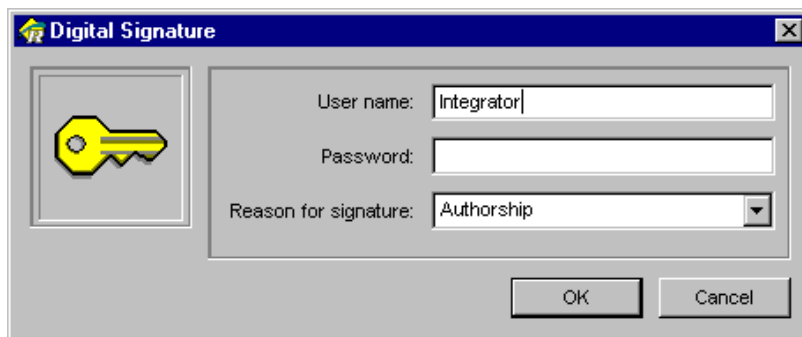 Digital Signature
User name: Integrator
Password:
Reason for signature: Authorship
OK Cancel